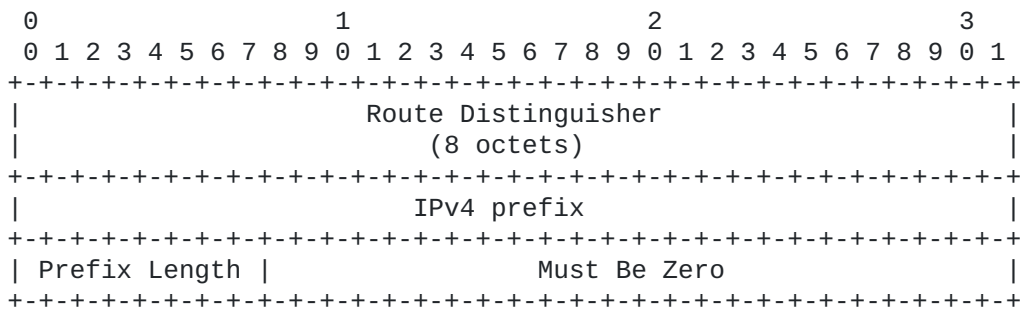 0                   1                   2                   3
 0 1 2 3 4 5 6 7 8 9 0 1 2 3 4 5 6 7 8 9 0 1 2 3 4 5 6 7 8 9 0 1
+-+-+-+-+-+-+-+-+-+-+-+-+-+-+-+-+-+-+-+-+-+-+-+-+-+-+-+-+-+-+-+-+
|                      Route Distinguisher                      |
|                          (8 octets)                           |
+-+-+-+-+-+-+-+-+-+-+-+-+-+-+-+-+-+-+-+-+-+-+-+-+-+-+-+-+-+-+-+-+
|                         IPv4 prefix                           |
+-+-+-+-+-+-+-+-+-+-+-+-+-+-+-+-+-+-+-+-+-+-+-+-+-+-+-+-+-+-+-+-+
| Prefix Length |                 Must Be Zero                  |
+-+-+-+-+-+-+-+-+-+-+-+-+-+-+-+-+-+-+-+-+-+-+-+-+-+-+-+-+-+-+-+-+